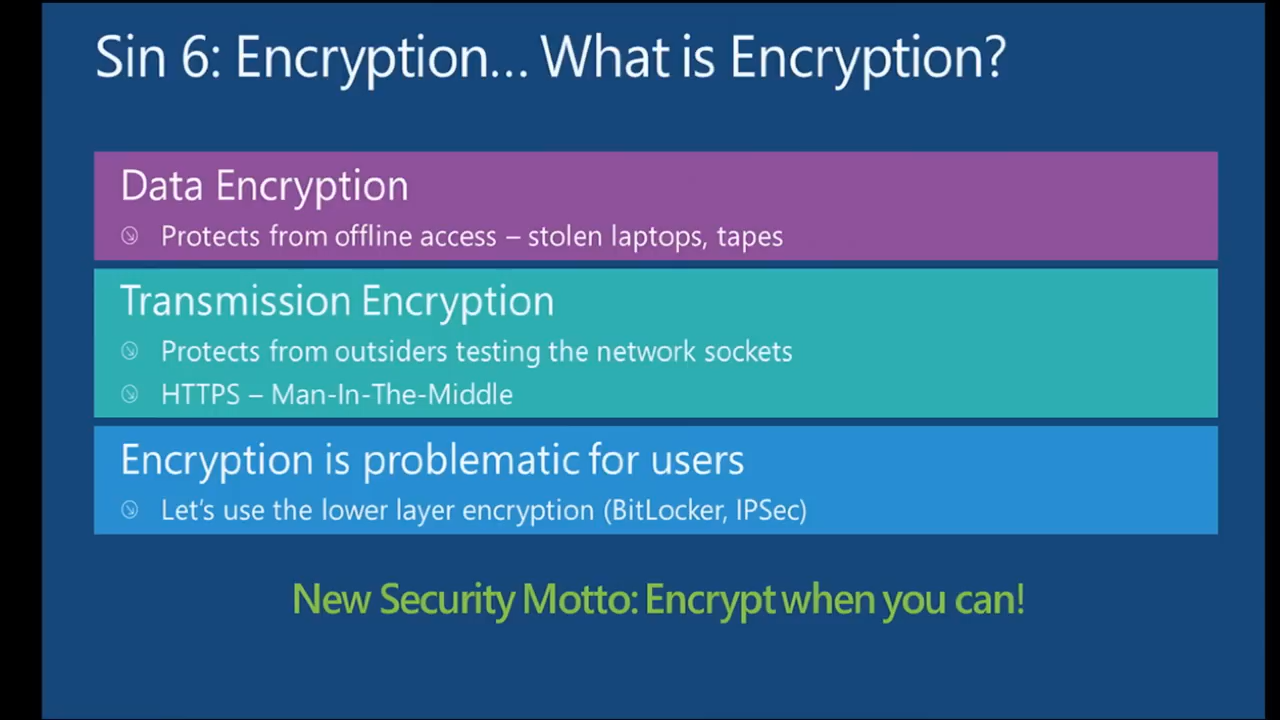 Sin 6: Encryption... What is Encryption?
Data Encryption
Protects from offline access – stolen laptops, tapes
Transmission Encryption
Protects from outsiders testing the network sockets
HTTPS – Man-In-The-Middle
Encryption is problematic for users
Let's use the lower layer encryption (BitLocker, IPSec)
New Security Motto: Encrypt when you can!